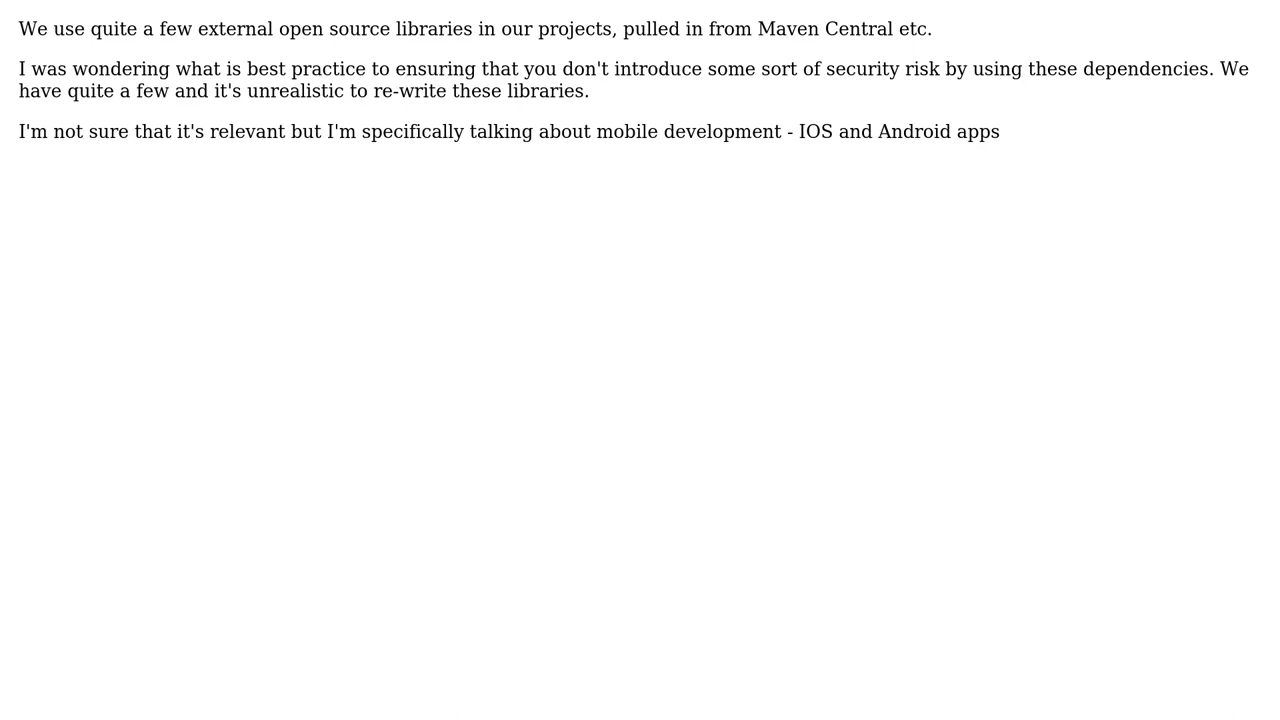 We use quite a few external open source libraries in our projects, pulled in from Maven Central etc.
I was wondering what is best practice to ensuring that you don't introduce some sort of security risk by using these dependencies. We
have quite a few and it's unrealistic to re-write these libraries.
I'm not sure that it's relevant but I'm specifically talking about mobile development - IOS and Android apps